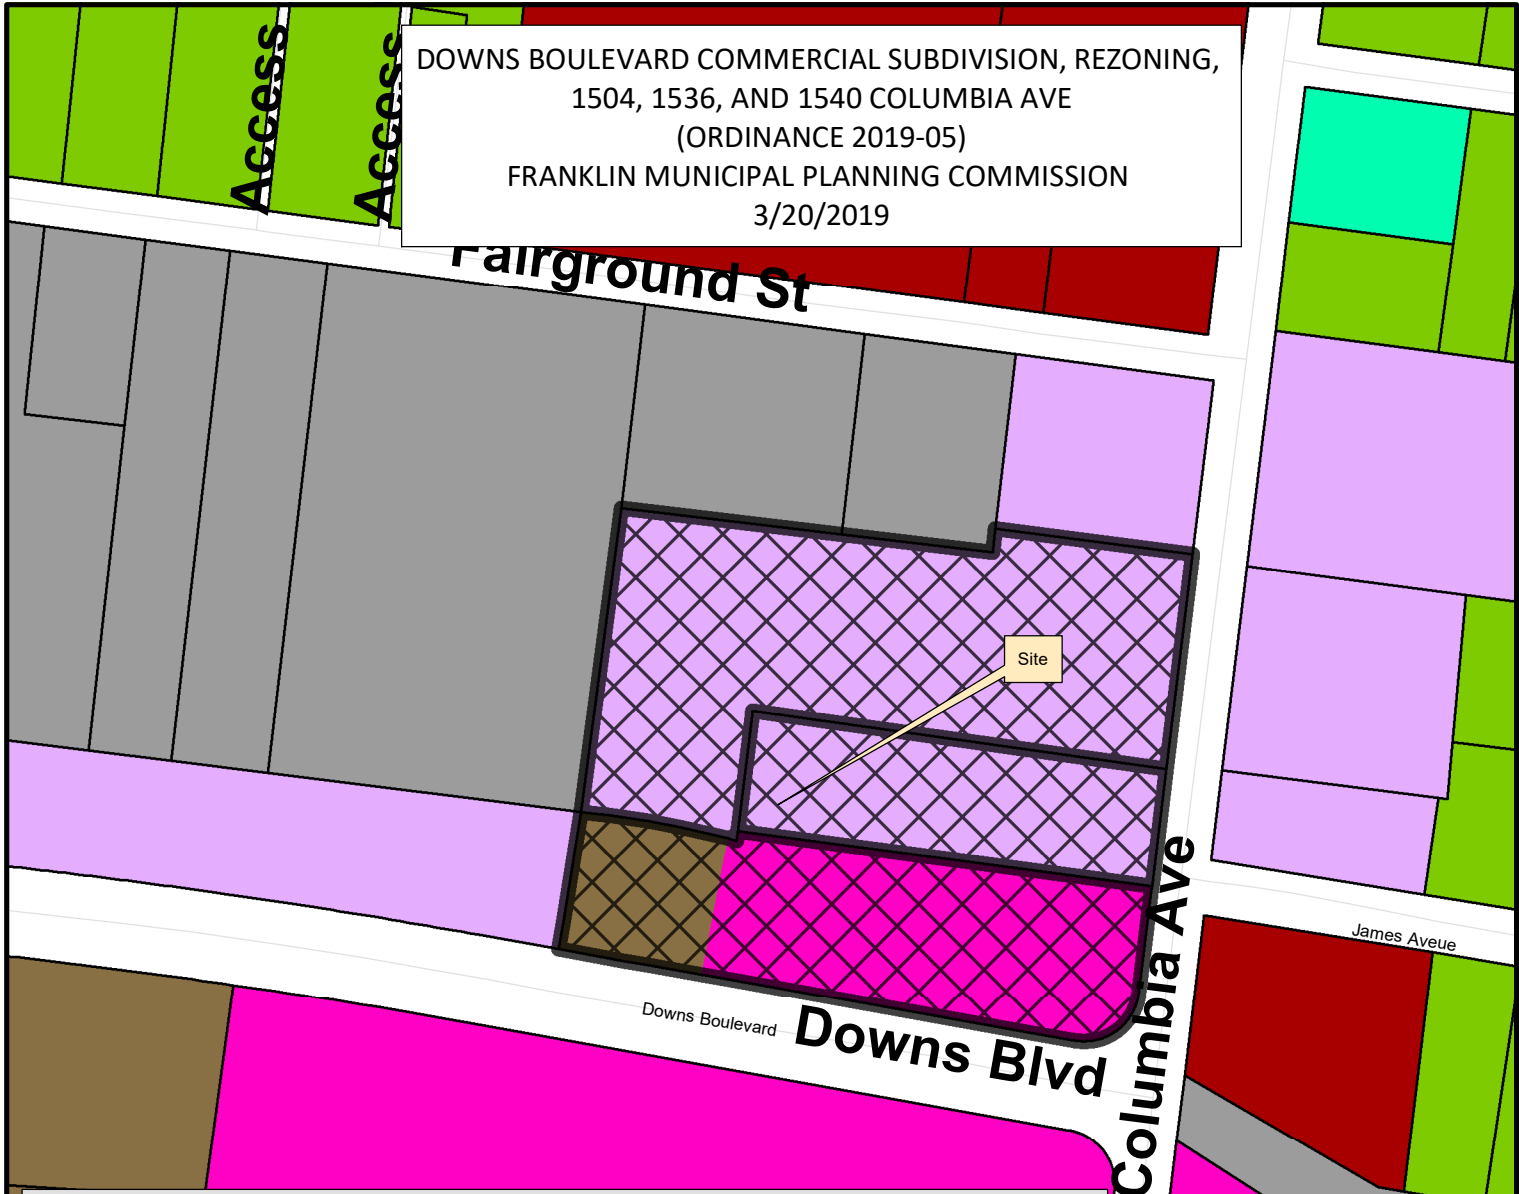 Access
Access
DOWNS BOULEVARD COMMERCIAL SUBDIVISION, REZONING,
1504, 1536, AND 1540 COLUMBIA AVE
(ORDINANCE 2019-05)
FRANKLIN MUNICIPAL PLANNING COMMISSION
3/20/2019
Fairground St
Site
Columbia Ave
James Aveue
Downs Boulevard
Downs Blvd